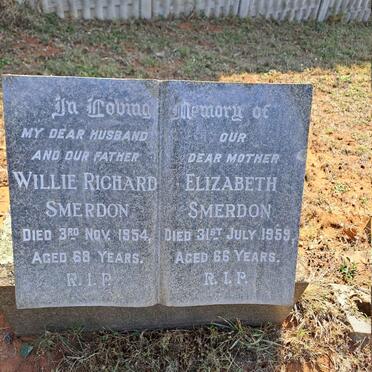 In Loving Memory of
MY DEAR HUSBAND
AND OUR FATHER
WILLIE RICHARD
SMERDON
DIED 3RD NOV. 1954,
AGED 68 YEARS.
R.I.P.
OUR
DEAR MOTHER
ELIZABETH
SMERDON
DIED 31ST JULY 1959,
AGED 66 YEARS.
R.I.P.